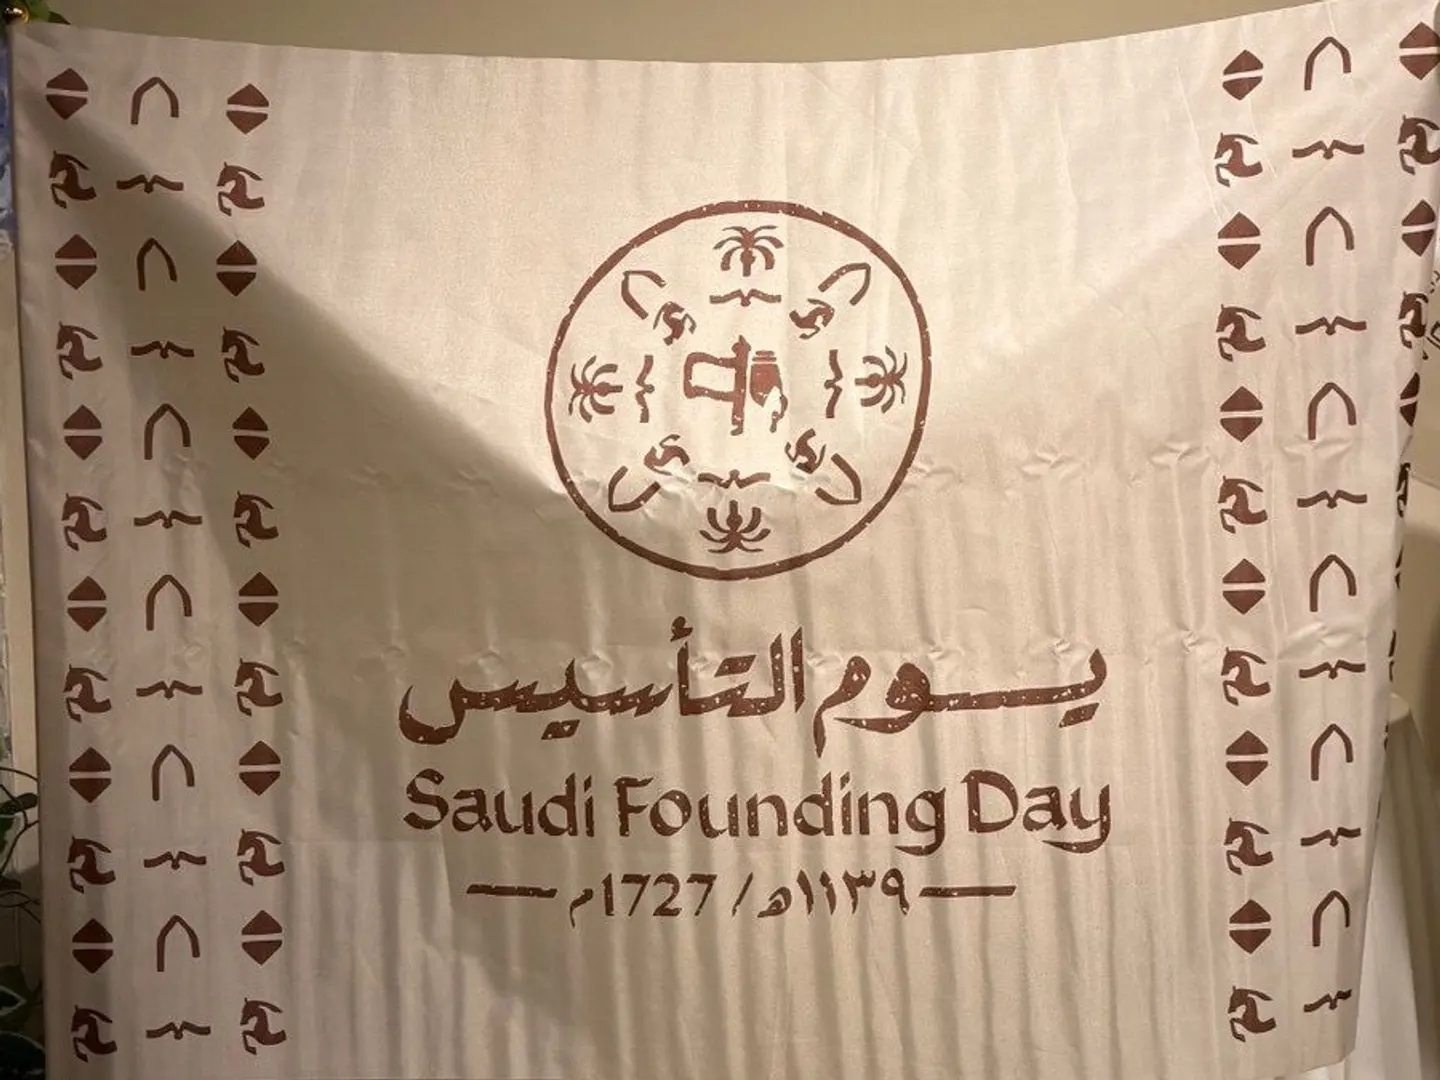 يوم التأسيس
Saudi Founding Day
١١٣٩هـ / 1727م